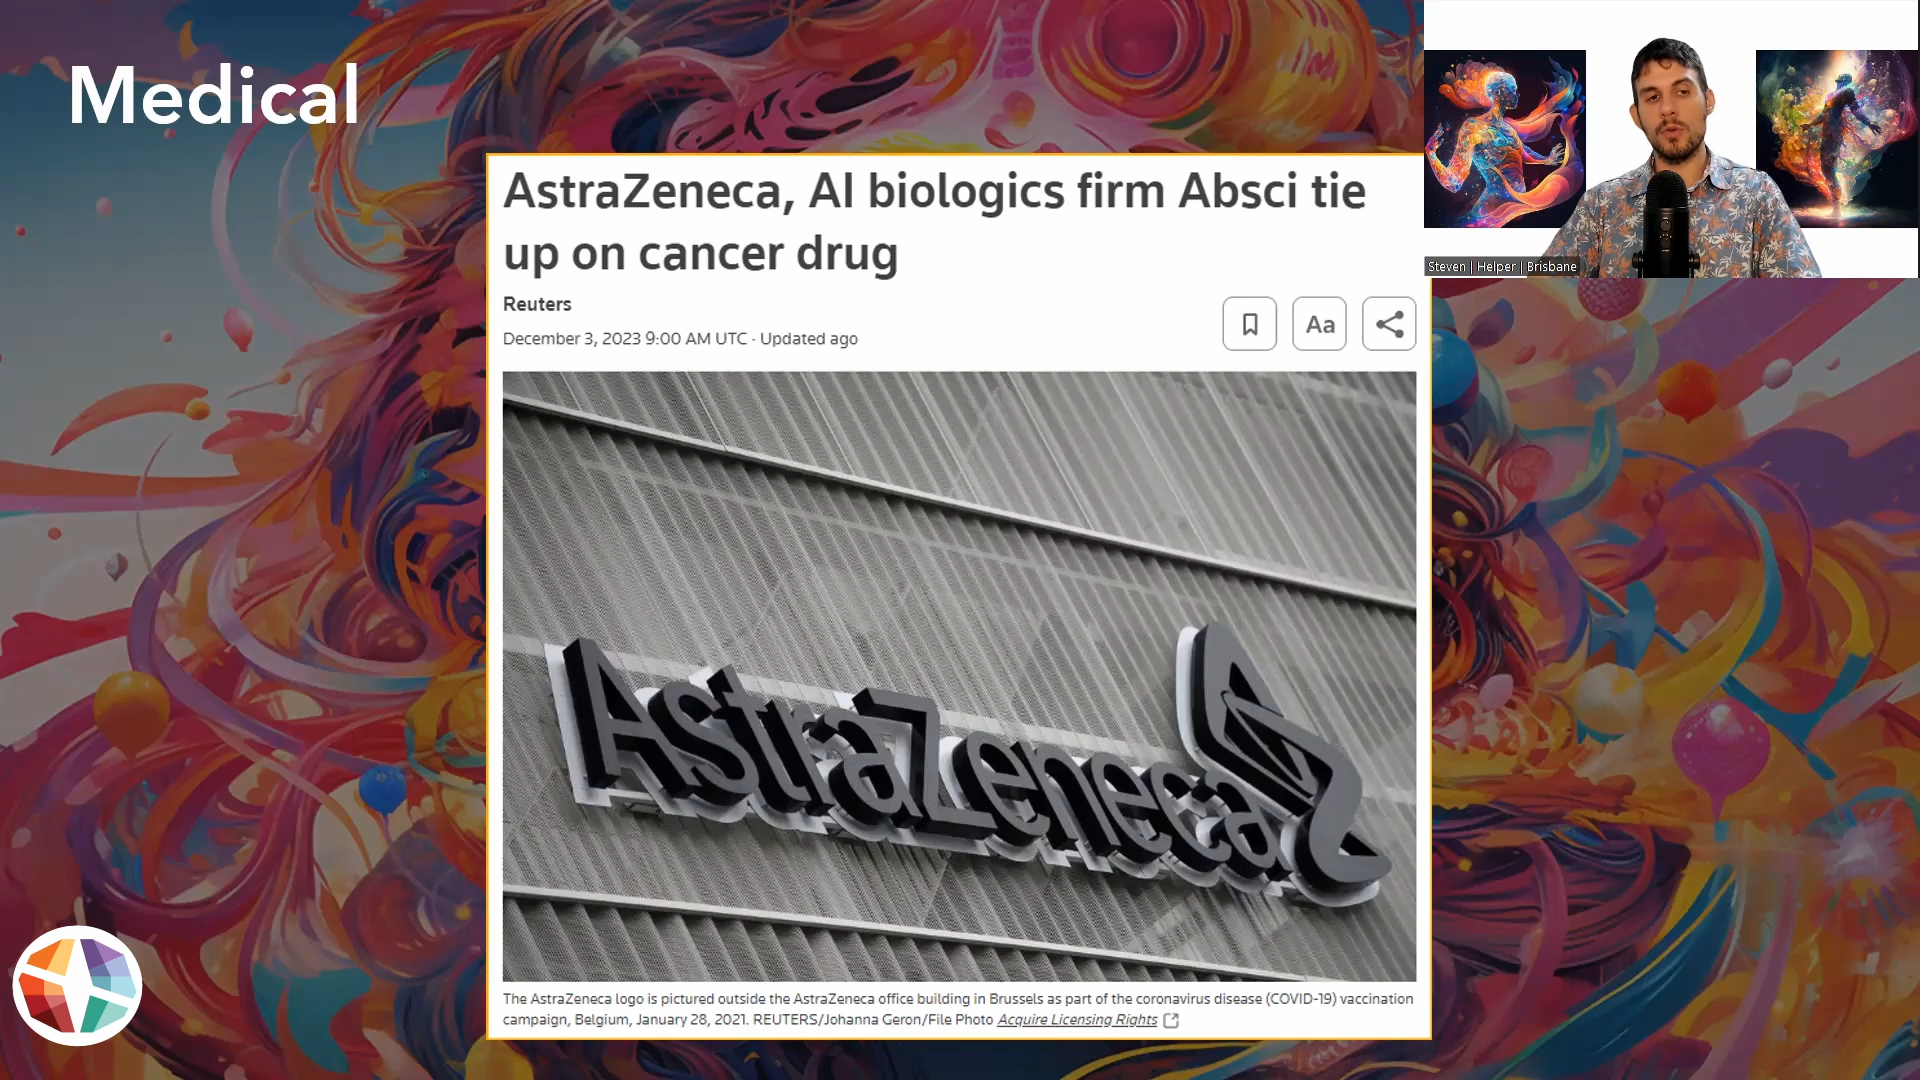 Medical
AstraZeneca, AI biologics firm Absci tie
up on cancer drug
Reuters
December 3, 2023 9:00 AM UTC · Updated ago
Aa
Steven | Helper | Brisbane
AstraZeneca
The AstraZeneca logo is pictured outside the AstraZeneca office building in Brussels as part of the coronavirus disease (COVID-19) vaccination
campaign, Belgium, January 28, 2021. REUTERS/Johanna Geron/File Photo Acquire Licensing Rights